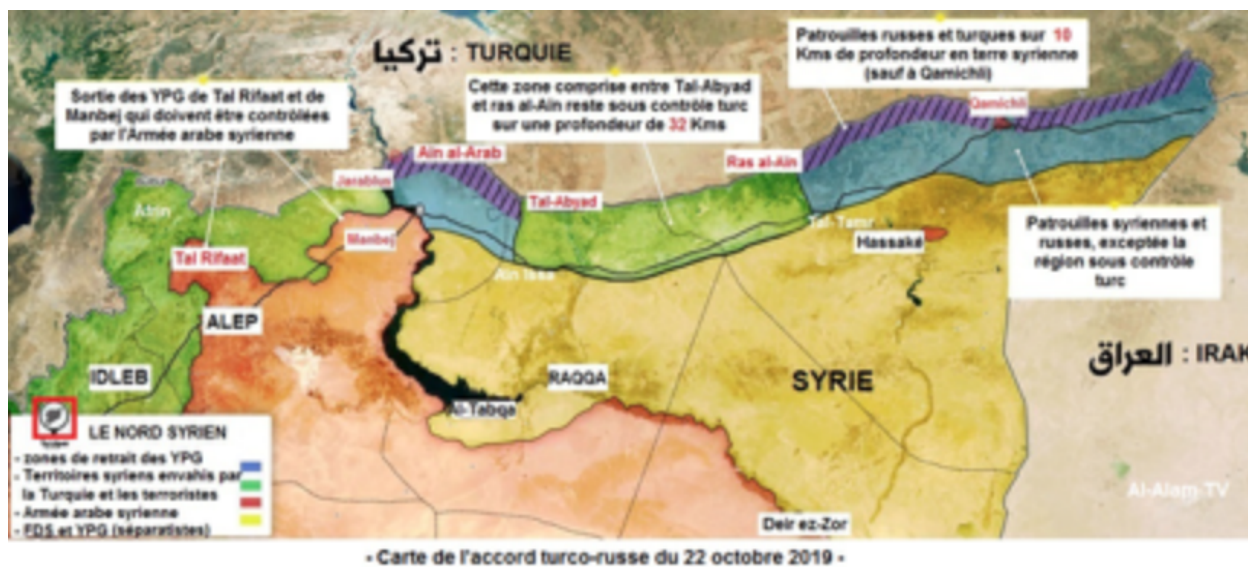 تركيا : TURQUIE
Patrouilles russes et turques sur 10
Kms de profondeur en terre syrienne
(sauf à Qamichli)
Sortie des YPG de Tal Rifaat et de
Manbej qui doivent être contrôlées
par l'Armée arabe syrienne
Cette zone comprise entre Tal-Abyad
et ras al-Aïn reste sous contrôle turc
sur une profondeur de 32 Kms
Qamichli
Ain al-Arab
Ras al-Aïn
Jarablus
Tal-Abyad
Afrin
Manbej
Tal-Tamr
Hassaké
Tal Rifaat
Ain Issa
Patrouilles syriennes et
russes, exceptée la
région sous contrôle
turc
ALEP
IDLEB
RAQQA
SYRIE
العراق : IRAK
Al-Tabqa
LE NORD SYRIEN
- zones de retrait des YPG
- Territoires syriens envahis par
la Turquie et les terroristes
- Armée arabe syrienne
- FDS et YPG (séparatistes)
Al-Alam-TV
Deir ez-Zor
- Carte de l'accord turco-russe du 22 octobre 2019 -